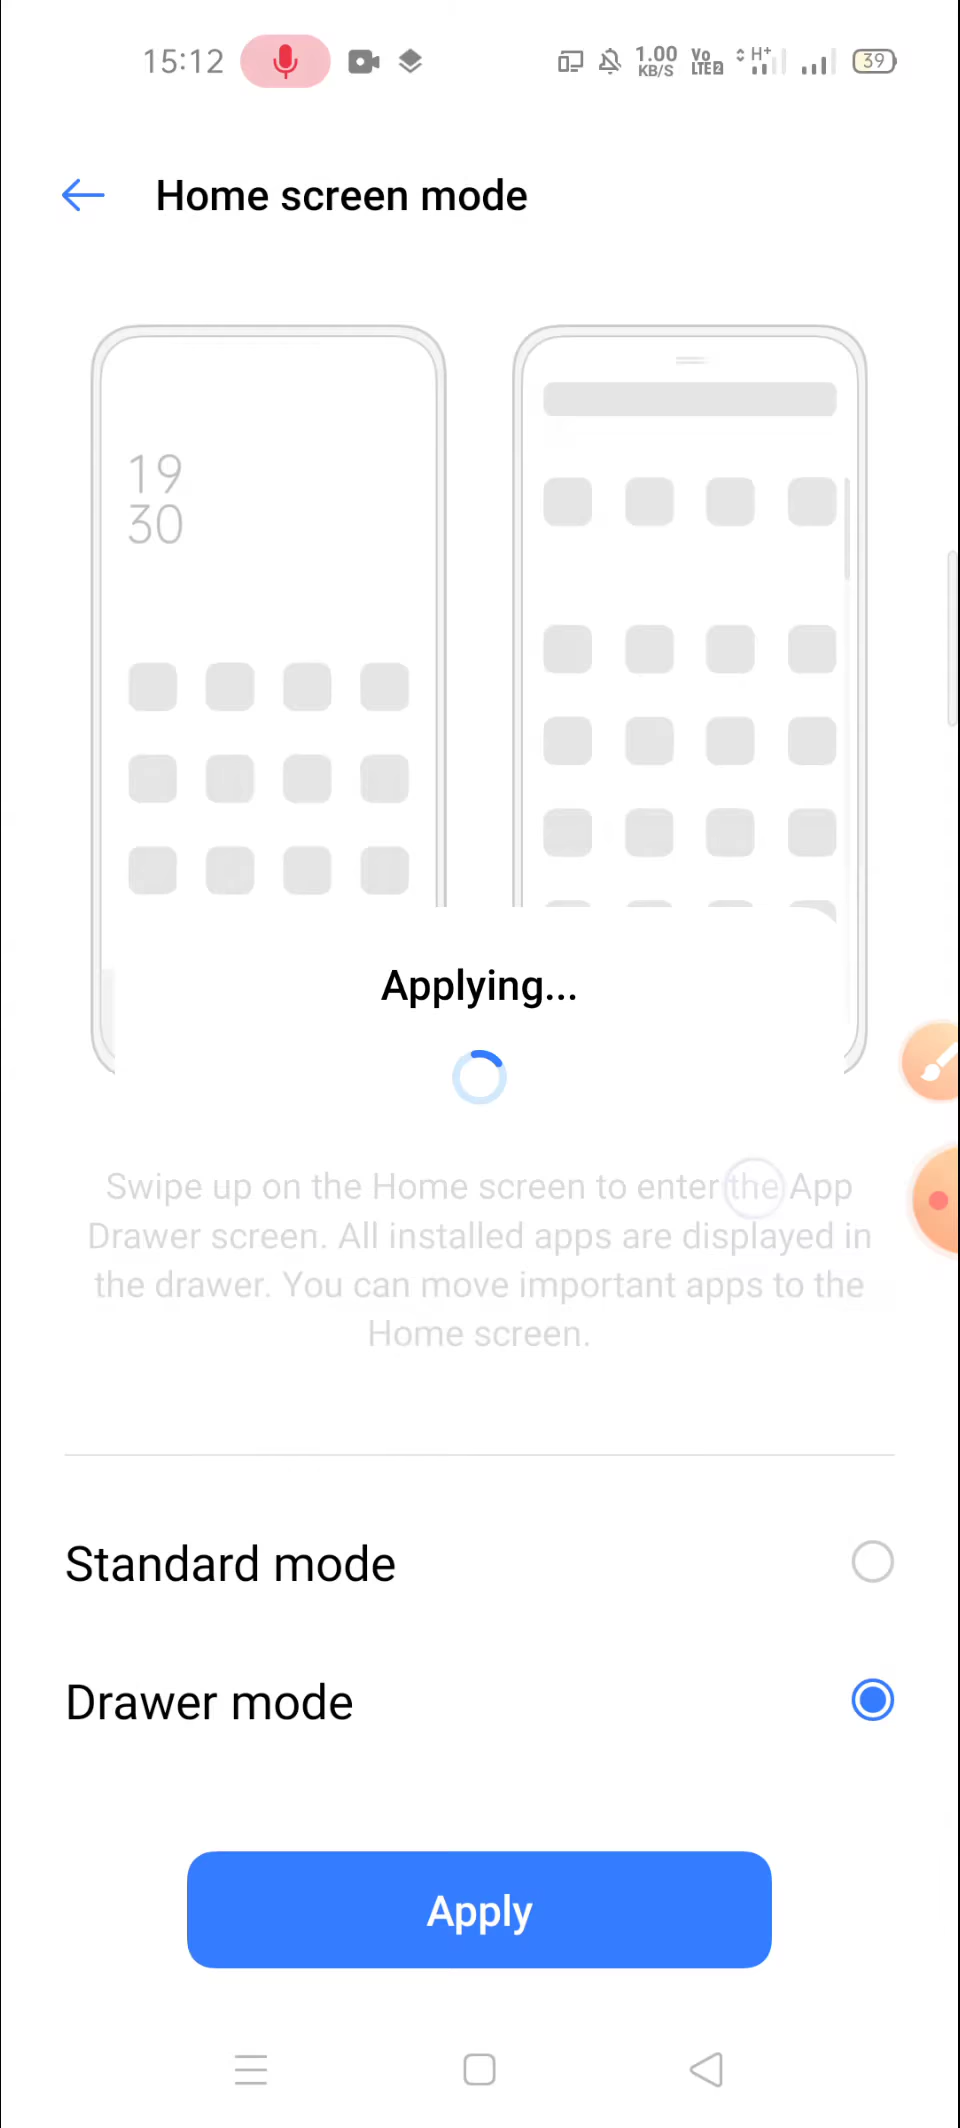 15:12
1.00
KB/S
Vo
LTE2
H+
39
Home screen mode
19
30
Applying...
Swipe up on the Home screen to enter the App
Drawer screen. All installed apps are displayed in
the drawer. You can move important apps to the
Home screen.
Standard mode
Drawer mode
Apply